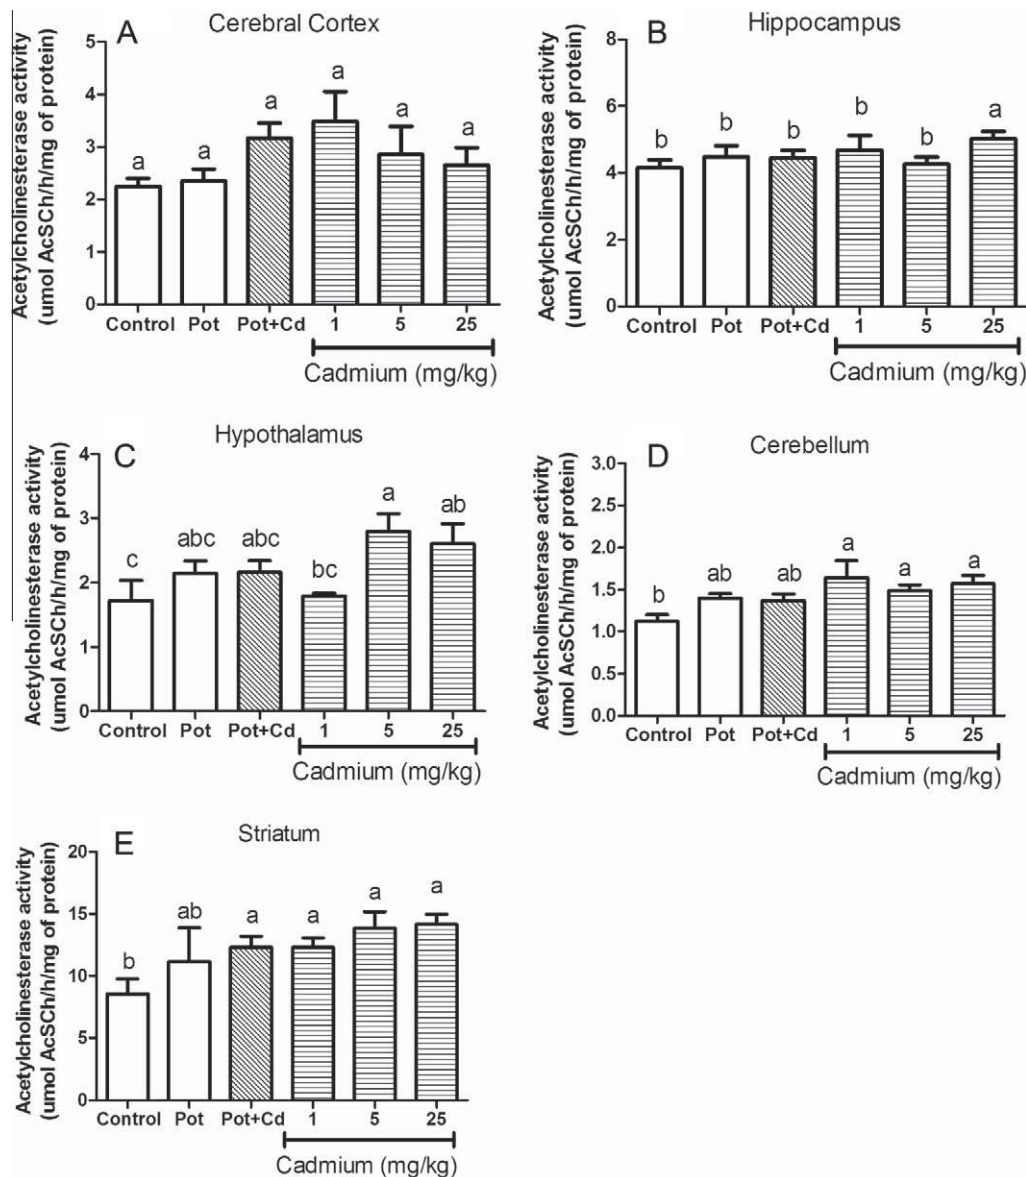 A
Cerebral Cortex
Acetylcholinesterase activity
(umol AcSCh/h/mg of protein)
5
4
3
2
1
0
a
a
a
a
a
a
Control Pot Pot+Cd 1 5 25
Cadmium (mg/kg)
B
Hippocampus
Acetylcholinesterase activity
(umol AcSCh/h/mg of protein)
8
6
4
2
0
b
b
b
b
b
a
Control Pot Pot+Cd 1 5 25
Cadmium (mg/kg)
C
Hypothalamus
Acetylcholinesterase activity
(umol AcSCh/h/mg of protein)
4
3
2
1
0
c
abc
abc
bc
a
ab
Control Pot Pot+Cd 1 5 25
Cadmium (mg/kg)
D
Cerebellum
Acetylcholinesterase activity
(umol AcSCh/h/mg of protein)
3.0
2.5
2.0
1.5
1.0
0.5
0.0
b
ab
ab
a
a
a
Control Pot Pot+Cd 1 5 25
Cadmium (mg/kg)
E
Striatum
Acetylcholinesterase activity
(umol AcSCh/h/mg of protein)
20
15
10
5
0
b
ab
a
a
a
a
Control Pot Pot+Cd 1 5 25
Cadmium (mg/kg)